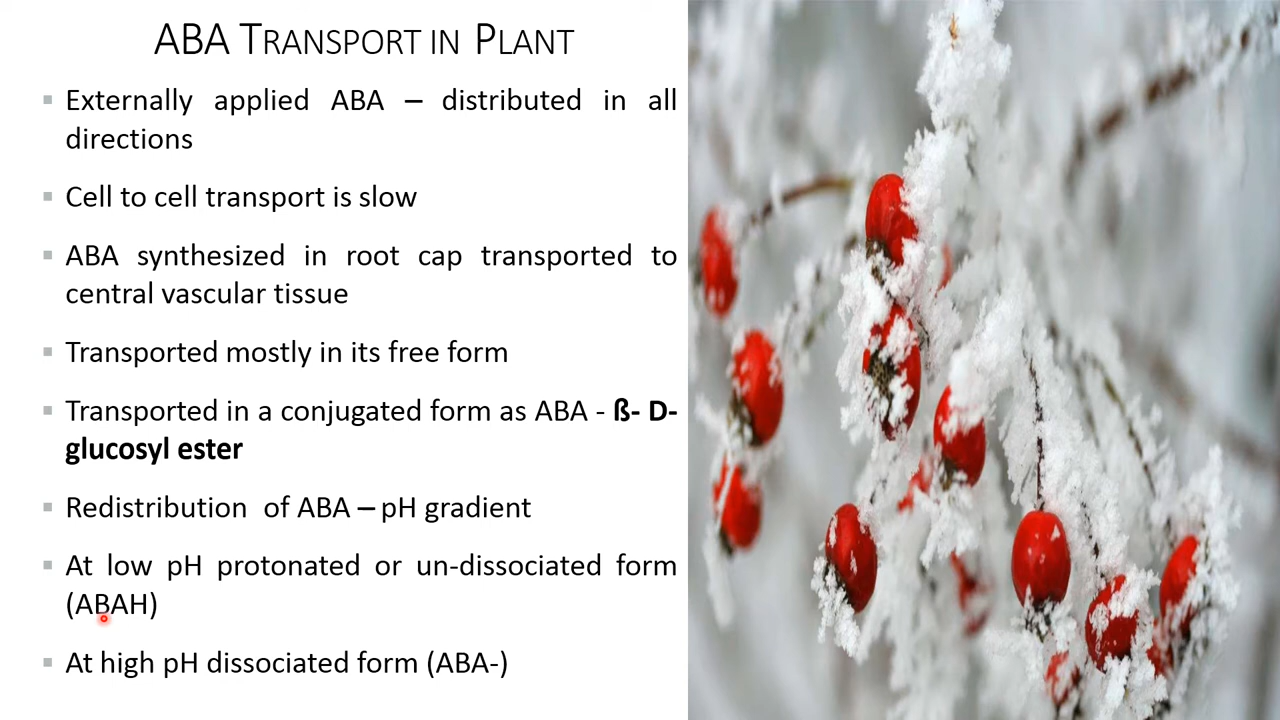 ABA TRANSPORT IN PLANT
▪ Externally applied ABA – distributed in all
directions
▪ Cell to cell transport is slow
▪ ABA synthesized in root cap transported to
central vascular tissue
▪ Transported mostly in its free form
▪ Transported in a conjugated form as ABA - ß- D-
glucosyl ester
▪ Redistribution of ABA – pH gradient
▪ At low pH protonated or un-dissociated form
(ABAH)
▪ At high pH dissociated form (ABA-)